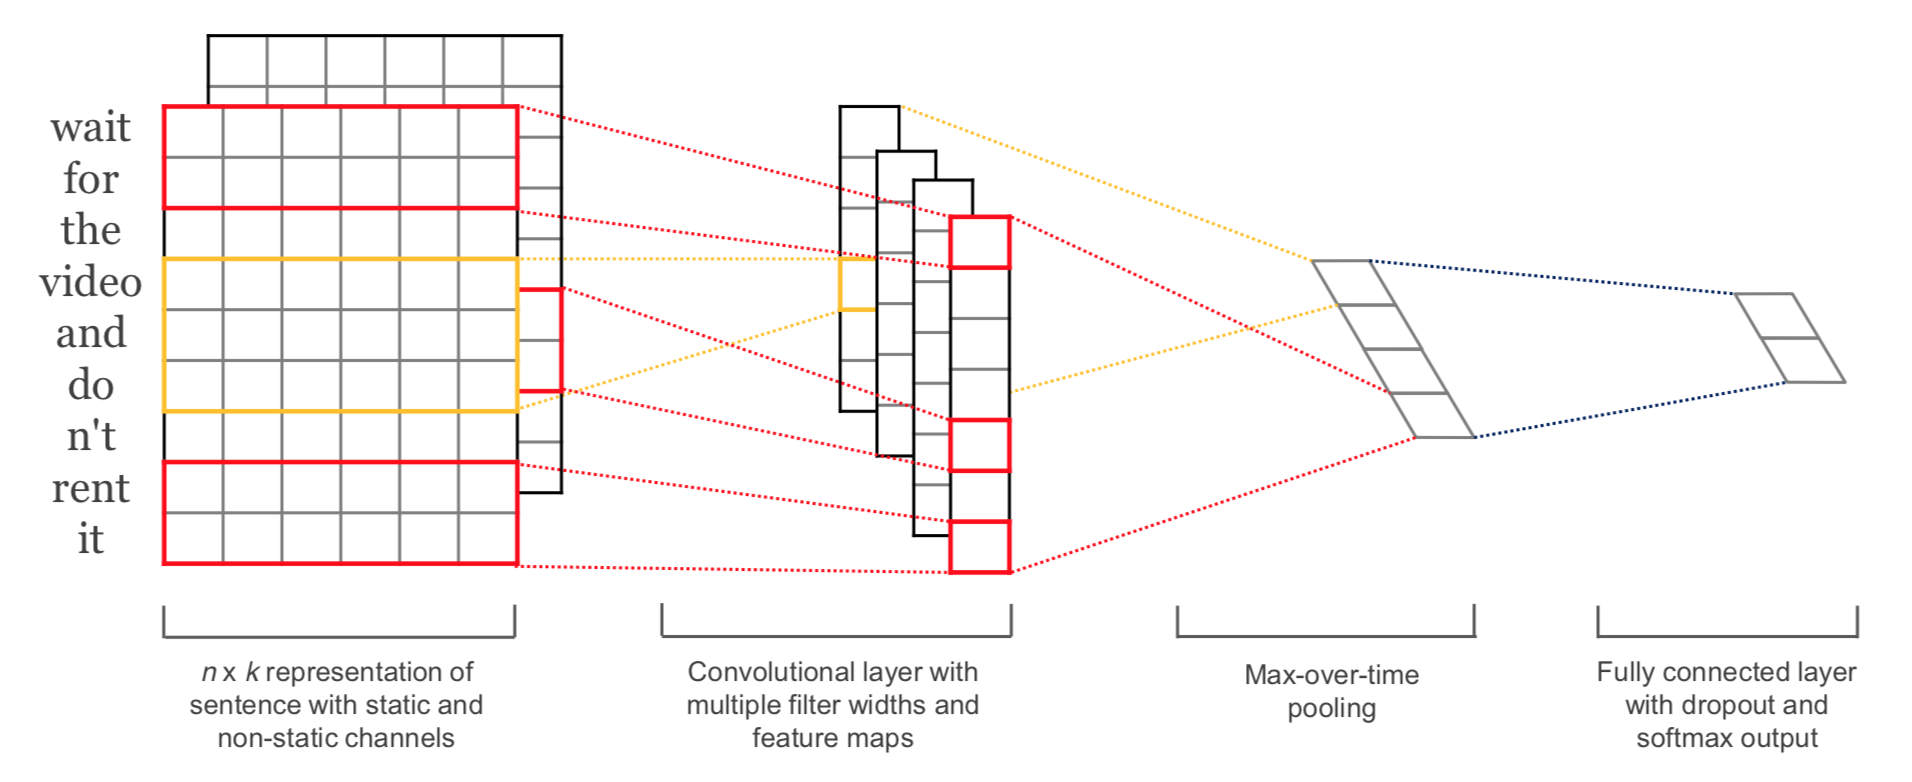 wait
for
the
video
and
do
n't
rent
it
n x k representation of
sentence with static and
non-static channels
Convolutional layer with
multiple filter widths and
feature maps
Max-over-time
pooling
Fully connected layer
with dropout and
softmax output